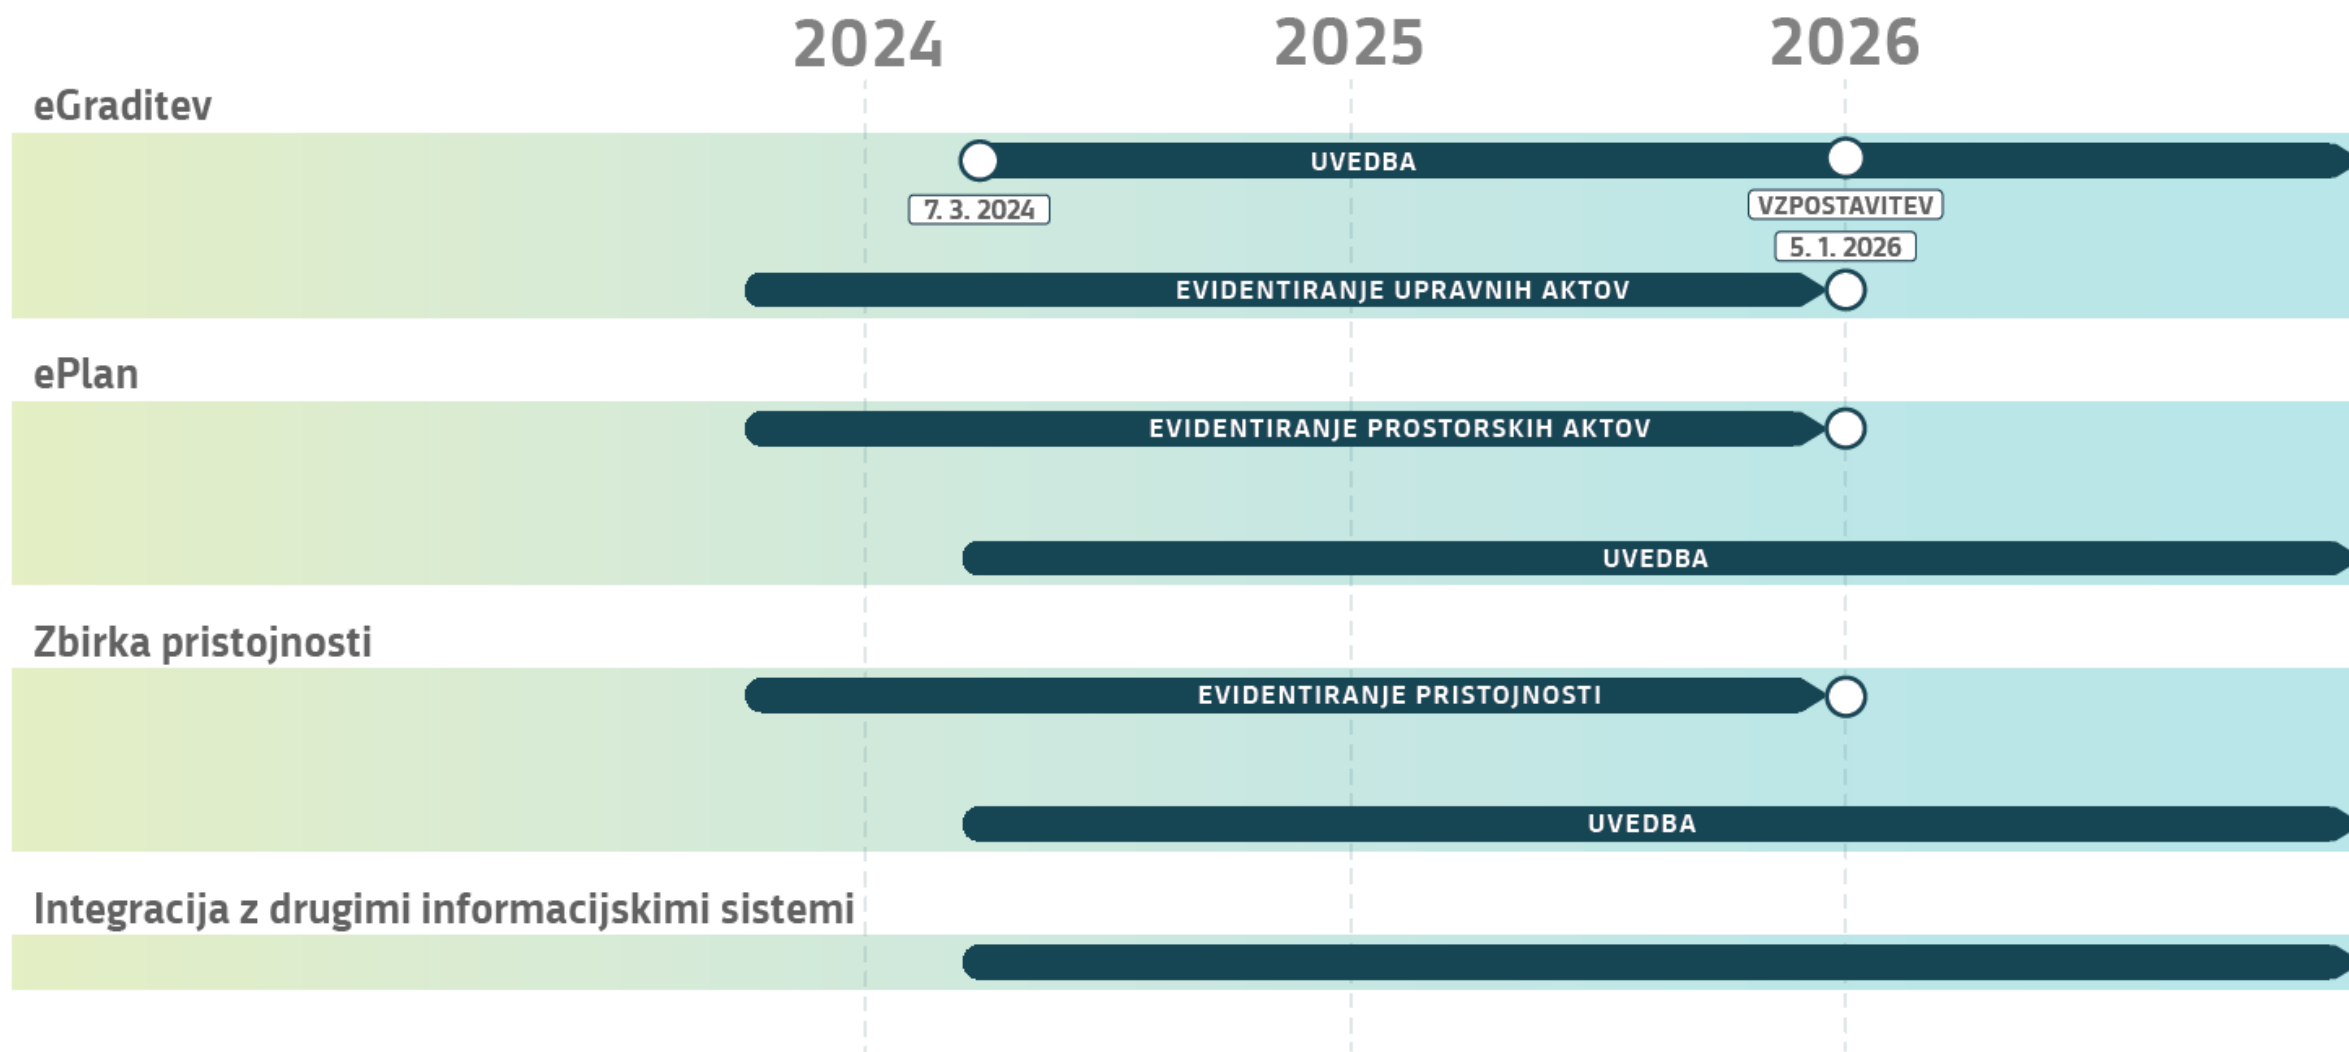 2024 2025 2026
eGraditev
UVEDBA
7. 3. 2024
VZPOSTAVITEV
5. 1. 2026
EVIDENTIRANJE UPRAVNIH AKTOV
ePlan
EVIDENTIRANJE PROSTORSKIH AKTOV
UVEDBA
Zbirka pristojnosti
EVIDENTIRANJE PRISTOJNOSTI
UVEDBA
Integracija z drugimi informacijskimi sistemi